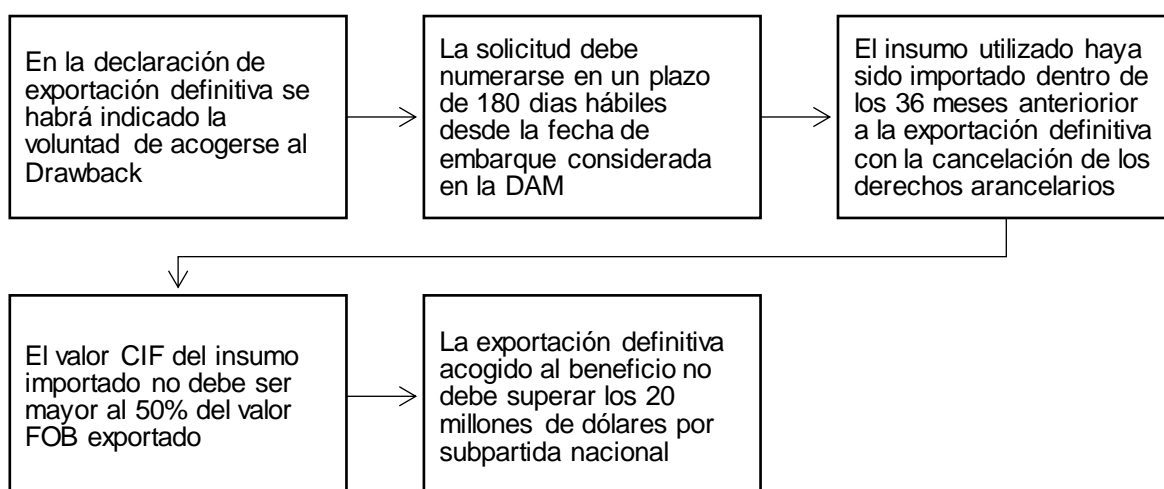 En la declaración de
exportación definitiva se
habrá indicado la
voluntad de acogerse al
Drawback
La solicitud debe
numerarse en un plazo
de 180 dias hábiles
desde la fecha de
embarque considerada
en la DAM
El insumo utilizado haya
sido importado dentro de
los 36 meses anteriorior
a la exportación definitiva
con la cancelación de los
derechos arancelarios
El valor CIF del insumo
importado no debe ser
mayor al 50% del valor
FOB exportado
La exportación definitiva
acogido al beneficio no
debe superar los 20
millones de dólares por
subpartida nacional